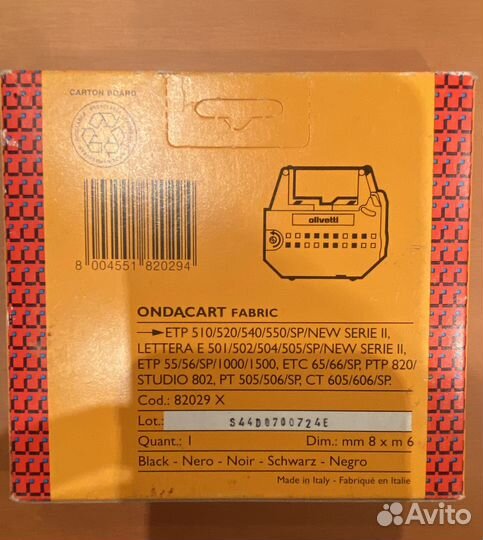 CARTON BOARD
olivetti
8 004551 820294
ONDACART FABRIC
ETP 510/520/540/550/SP/NEW SERIE II,
LETTERA E 501/502/504/505/SP/NEW SERIE II,
ETP 55/56/SP/1000/1500, ETC 65/66/SP, PTP 820/
STUDIO 802, PT 505/506/SP, CT 605/606/SP.
Cod.: 82029 X
Lot.: S44D0700724E
Quant.: 1 Dim.: mm 8 x m 6
Black - Nero - Noir - Schwarz - Negro
Made in Italy - Fabriqué en Italie
Avito